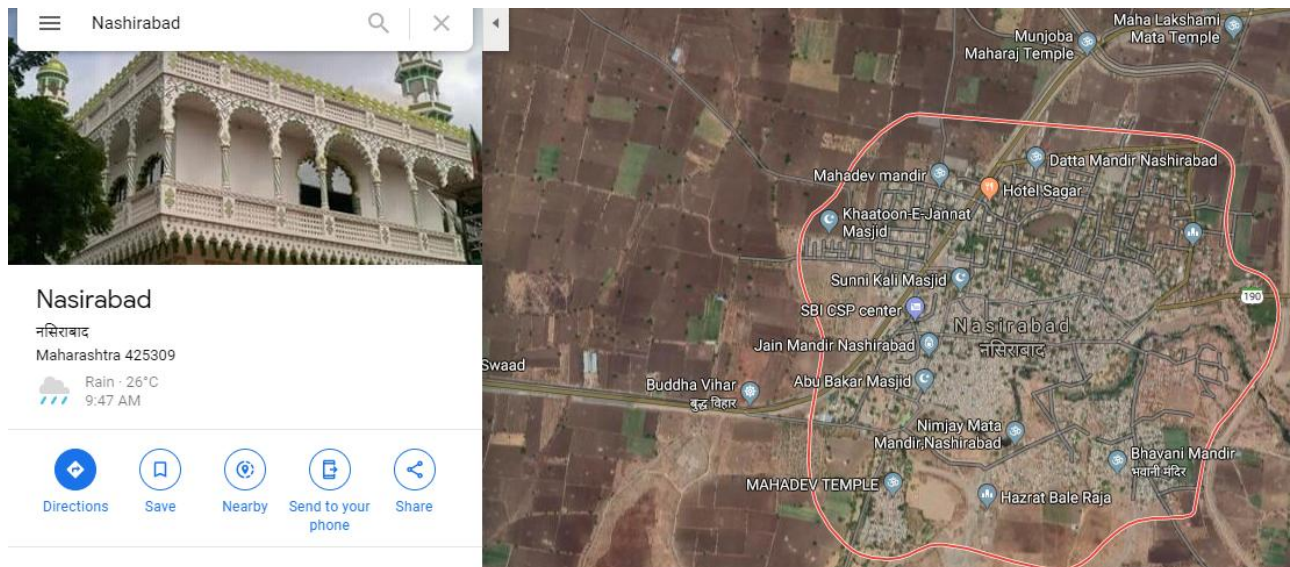 Nashirabad
Nasirabad
नसिराबाद
Maharashtra 425309
Rain · 26°C
9:47 AM
Directions
Save
Nearby
Send to your
phone
Share
Maha Lakshami
Mata Temple
Munjoba
Maharaj Temple
Datta Mandir Nashirabad
Mahadev mandir
Hotel Sagar
Khaatoon-E-Jannat
Masjid
Sunni Kali Masjid
190
SBI CSP center
Nasirabad
नसिराबाद
Jain Mandir Nashirabad
Swaad
Abu Bakar Masjid
Buddha Vihar
बुद्ध विहार
Nimjay Mata
Mandir,Nashirabad
Bhavani Mandir
भवानी मंदिर
MAHADEV TEMPLE
Hazrat Bale Raja